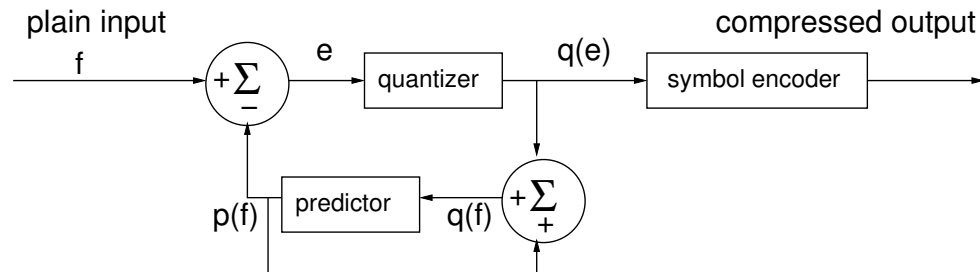 plain input compressed output
f e q(e)
+ Σ − quantizer symbol encoder
p(f) predictor q(f) + Σ +